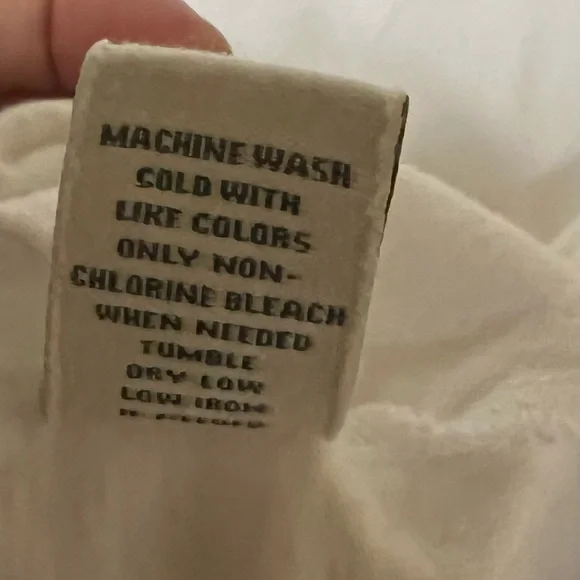 MACHINE WASH
COLD WITH
LIKE COLORS
ONLY NON-
CHLORINE BLEACH
WHEN NEEDED
TUMBLE
DRY LOW
LOW IRON